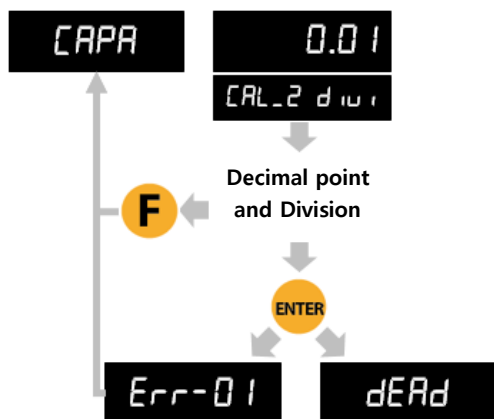 CAPA
0.01
CAL_2 divi
Decimal point
and Division
F
ENTER
Err-01
dEAd